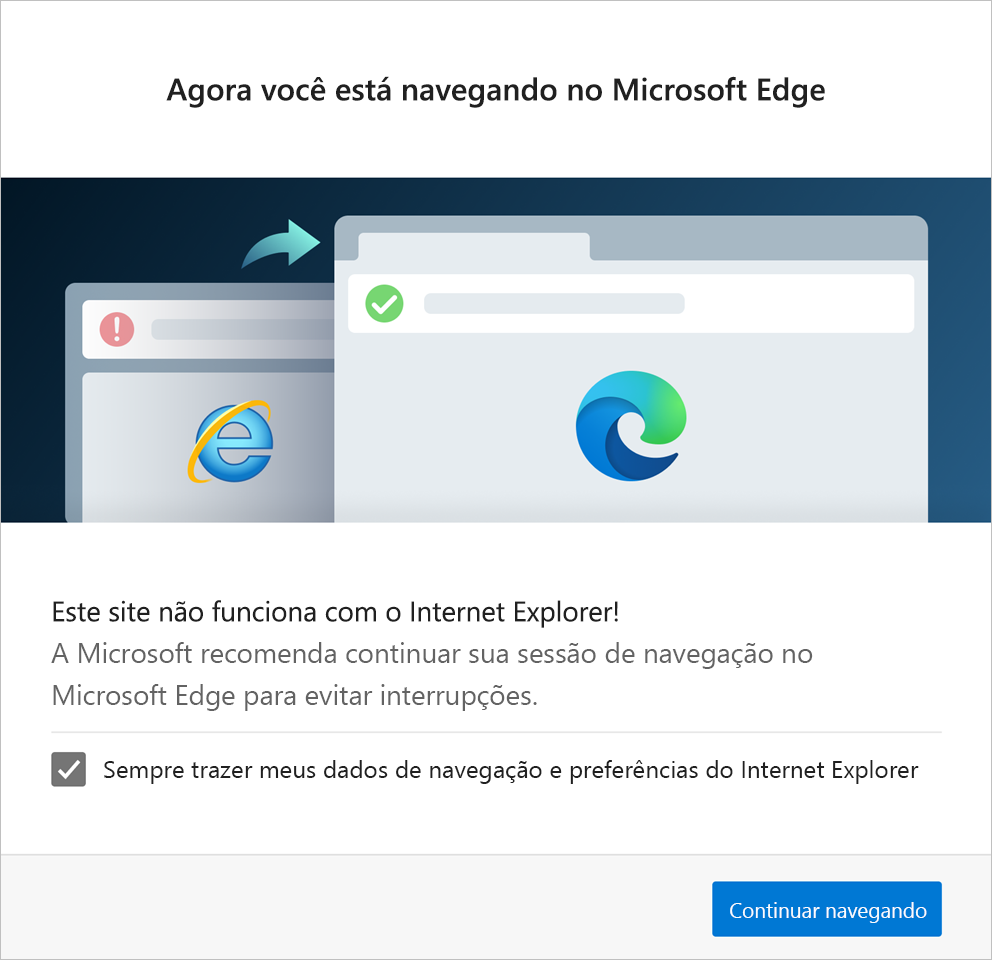 Agora você está navegando no Microsoft Edge
Este site não funciona com o Internet Explorer!
A Microsoft recomenda continuar sua sessão de navegação no
Microsoft Edge para evitar interrupções.
Sempre trazer meus dados de navegação e preferências do Internet Explorer
Continuar navegando